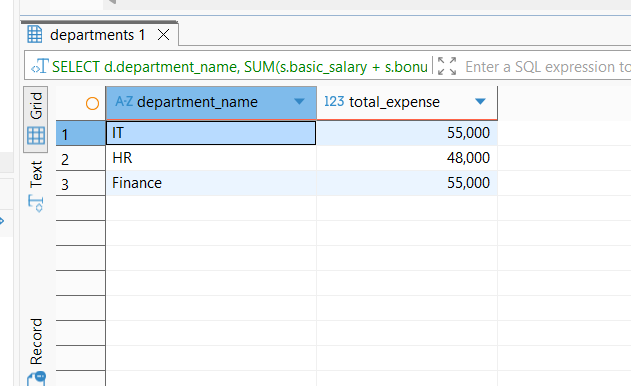 departments 1
SELECT d.department_name, SUM(s.basic_salary + s.bonu
Enter a SQL expression to
Grid
A-Z department_name
123 total_expense
1 IT 55,000
2 HR 48,000
3 Finance 55,000
Text
Record